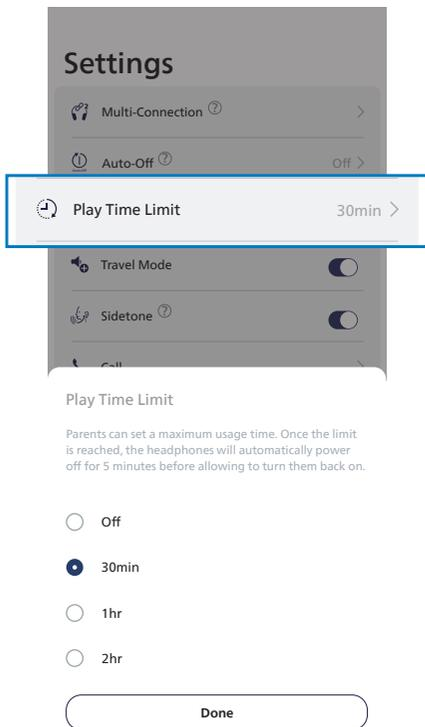 Settings
Multi-Connection ?
Auto-Off ? Off >
Play Time Limit 30min >
Travel Mode
Sidetone ?
Call
Play Time Limit
Parents can set a maximum usage time. Once the limit
is reached, the headphones will automatically power
off for 5 minutes before allowing to turn them back on.
Off
30min
1hr
2hr
Done